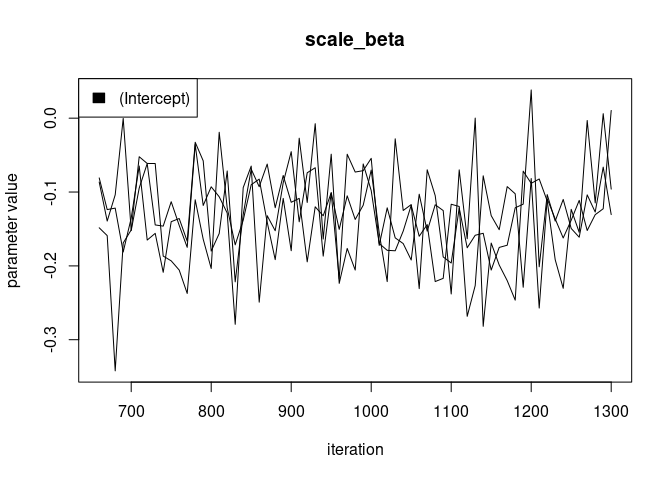 scale_beta
(Intercept)
0.0
-0.1
-0.2
-0.3
parameter value
700 800 900 1000 1100 1200 1300
iteration